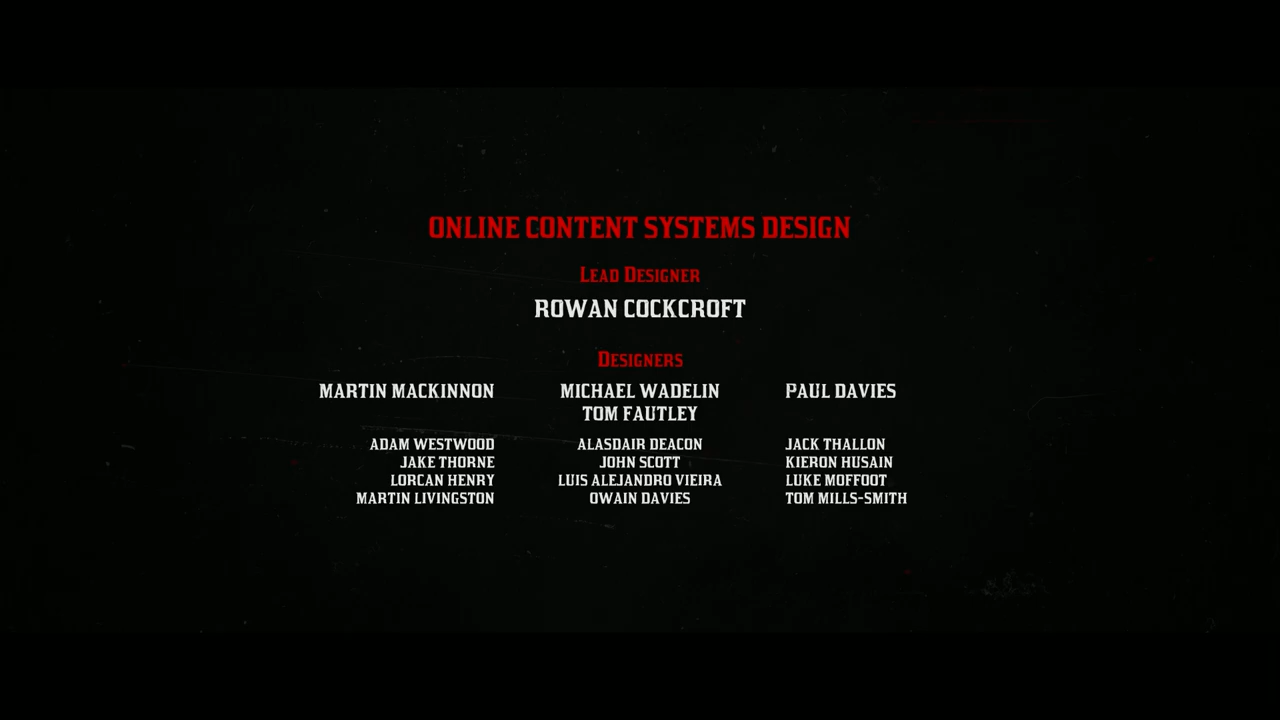 ONLINE CONTENT SYSTEMS DESIGN
LEAD DESIGNER
ROWAN COCKCROFT
DESIGNERS
MARTIN MACKINNON MICHAEL WADELIN PAUL DAVIES
TOM FAUTLEY
ADAM WESTWOOD ALASDAIR DEACON JACK THALLON
JAKE THORNE JOHN SCOTT KIERON HUSAIN
LORCAN HENRY LUIS ALEJANDRO VIEIRA LUKE MOFFOOT
MARTIN LIVINGSTON OWAIN DAVIES TOM MILLS-SMITH